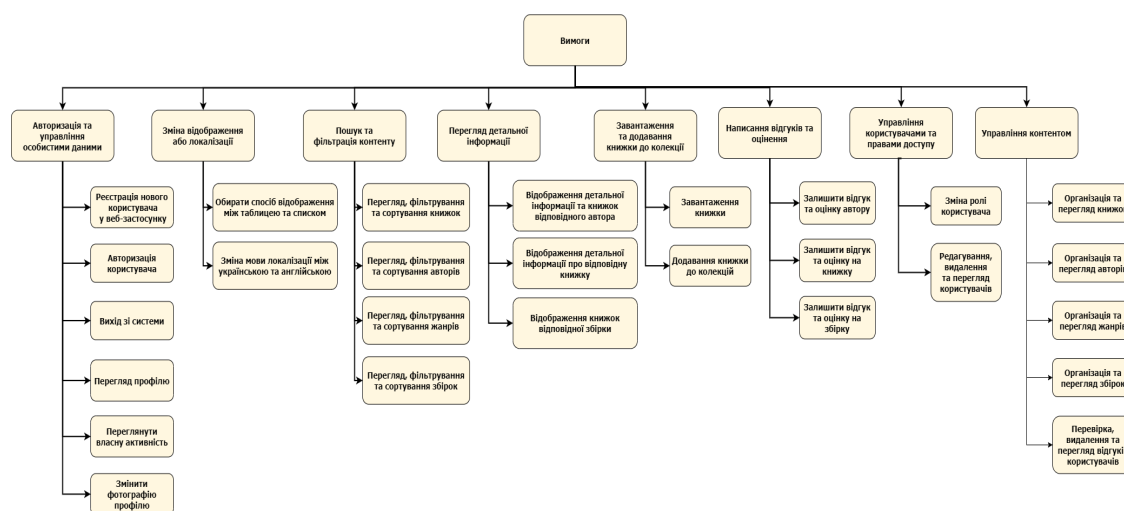 Вимоги
Авторизація та
управління
особистими даними
Реєстрація нового
користувача
у веб-застосунку
Авторизація
користувача
Вихід зі системи
Перегляд профілю
Переглянути
власну активність
Змінити
фотографію
профілю
Зміна відображення
або локалізації
Обирати спосіб відображення
між таблицею та списком
Зміна мови локалізації між
українською та англійською
Пошук та
фільтрація контенту
Перегляд, фільтрування
та сортування книжок
Перегляд, фільтрування
та сортування авторів
Перегляд, фільтрування
та сортування жанрів
Перегляд, фільтрування
та сортування збірок
Перегляд детальної
інформації
Відображення детальної
інформації та книжок
відповідного автора
Відображення детальної
інформації про відповідну
книжку
Відображення книжок
відповідної збірки
Завантаження
та додавання
книжки до колекції
Завантаження
книжки
Додавання книжки
до колекцій
Написання відгуків та
оцінення
Залишити відгук
та оцінку автору
Залишити відгук
та оцінку на
книжку
Залишити відгук
та оцінку на
збірку
Управління
користувачами та
правами доступу
Зміна ролі
користувача
Редагування,
видалення
та перегляд
користувачів
Управління контентом
Організація та
перегляд книжок
Організація та
перегляд авторів
Організація та
перегляд жанрів
Організація та
перегляд збірок
Перевірка,
видалення та
перегляд відгуків
користувачів